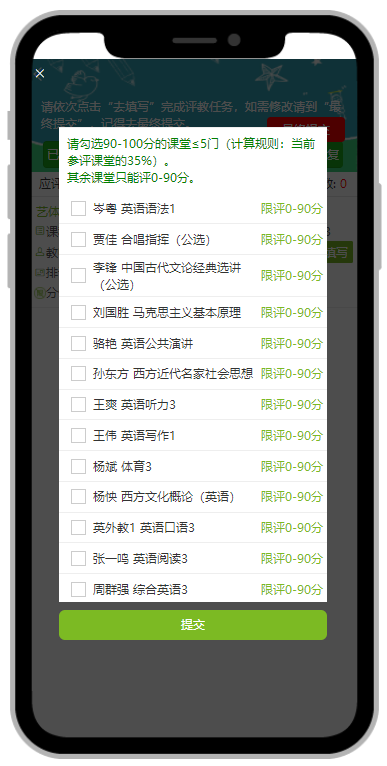 请依次点击“去填写”完成评教任务，如需修改请到“最
终提交”，记得去最终提交。
最终提交
请勾选90-100分的课堂≤5门（计算规则：当前
参评课堂的35%）。
其余课堂只能评0-90分。
岑粤 英语语法1 限评0-90分
贾佳 合唱指挥（公选） 限评0-90分
李锋 中国古代文论经典选讲
（公选） 限评0-90分
刘国胜 马克思主义基本原理 限评0-90分
骆艳 英语公共演讲 限评0-90分
孙东方 西方近代名家社会思想 限评0-90分
王爽 英语听力3 限评0-90分
王伟 英语写作1 限评0-90分
杨斌 体育3 限评0-90分
杨怏 西方文化概论（英语） 限评0-90分
英外教1 英语口语3 限评0-90分
张一鸣 英语阅读3 限评0-90分
周群强 综合英语3 限评0-90分
提交